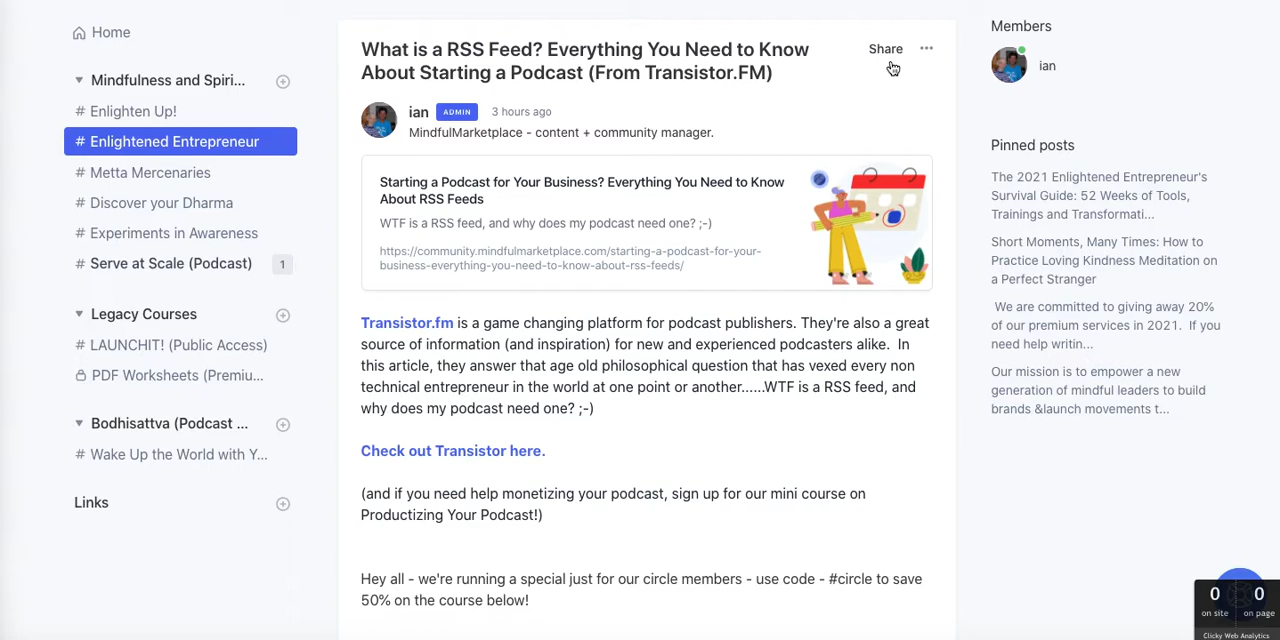 Home
Mindfulness and Spiri...
# Enlighten Up!
# Enlightened Entrepreneur
# Metta Mercenaries
# Discover your Dharma
# Experiments in Awareness
# Serve at Scale (Podcast) 1
Legacy Courses
# LAUNCHIT! (Public Access)
PDF Worksheets (Premiu...
Bodhisattva (Podcast ...
# Wake Up the World with Y...
Links
What is a RSS Feed? Everything You Need to Know
About Starting a Podcast (From Transistor.FM)
Share
ian ADMIN 3 hours ago
MindfulMarketplace - content + community manager.
Starting a Podcast for Your Business? Everything You Need to Know
About RSS Feeds
WTF is a RSS feed, and why does my podcast need one? ;-)
https://community.mindfulmarketplace.com/starting-a-podcast-for-your-
business-everything-you-need-to-know-about-rss-feeds/
Transistor.fm is a game changing platform for podcast publishers. They're also a great
source of information (and inspiration) for new and experienced podcasters alike.  In
this article, they answer that age old philosophical question that has vexed every non
technical entrepreneur in the world at one point or another......WTF is a RSS feed, and
why does my podcast need one? ;-)
Check out Transistor here.
(and if you need help monetizing your podcast, sign up for our mini course on
Productizing Your Podcast!)
Hey all - we're running a special just for our circle members - use code - #circle to save
50% on the course below!
Members
ian
Pinned posts
The 2021 Enlightened Entrepreneur's
Survival Guide: 52 Weeks of Tools,
Trainings and Transformati...
Short Moments, Many Times: How to
Practice Loving Kindness Meditation on
a Perfect Stranger
We are committed to giving away 20%
of our premium services in 2021.  If you
need help writin...
Our mission is to empower a new
generation of mindful leaders to build
brands &launch movements t...
0 0
on site on page
Clicky Web Analytics